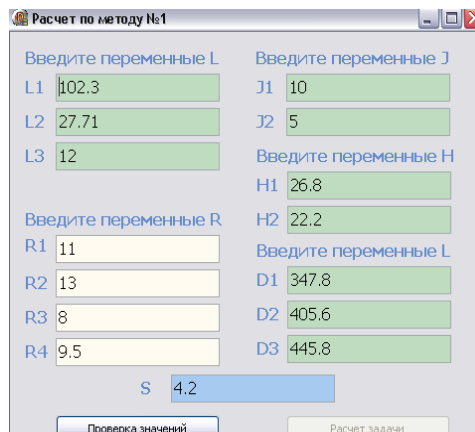 Расчет по методу №1
Введите переменные L
L1 102.3
L2 27.71
L3 12
Введите переменные J
J1 10
J2 5
Введите переменные H
H1 26.8
H2 22.2
Введите переменные R
R1 11
R2 13
R3 8
R4 9.5
Введите переменные L
D1 347.8
D2 405.6
D3 445.8
S 4.2
Проверка значений
Расчет задачи